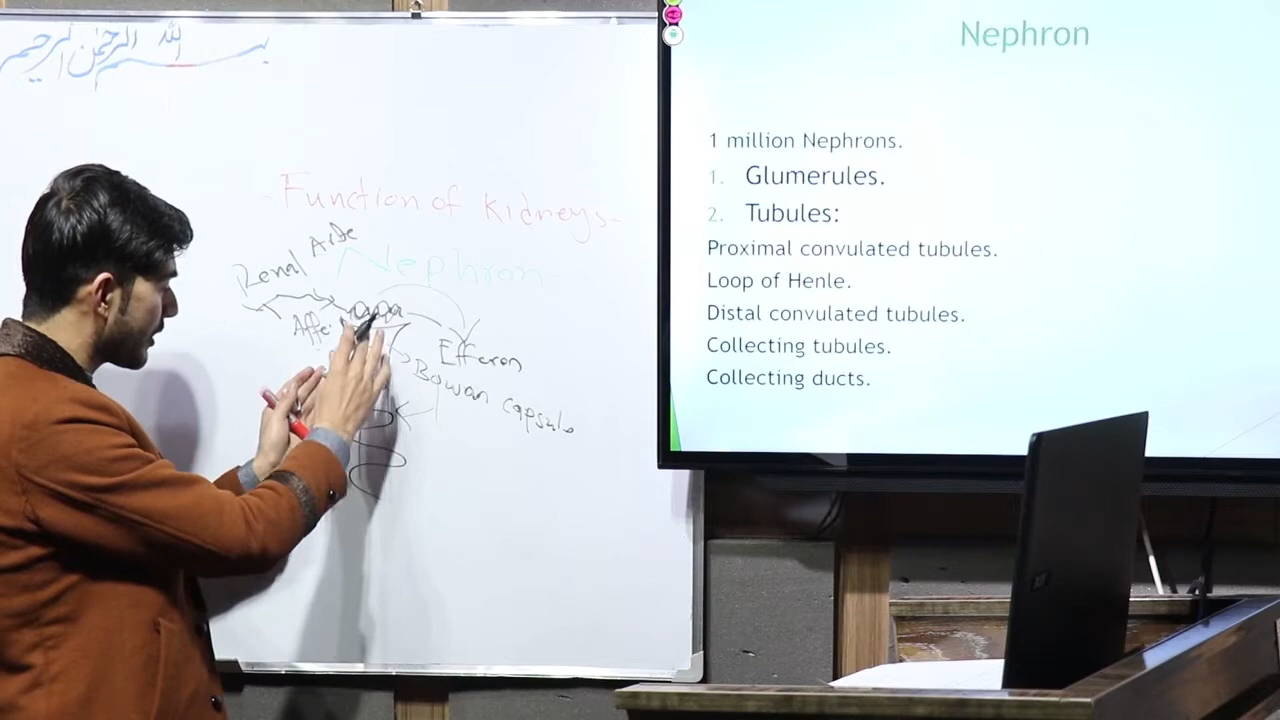 بسم الله الرحمن الرحيم
Function of Kidneys
Nephron
Renal
Affe
Efferen
Bowan capsule
Nephron
1 million Nephrons.
1. Glumerules.
2. Tubules:
Proximal convulated tubules.
Loop of Henle.
Distal convulated tubules.
Collecting tubules.
Collecting ducts.